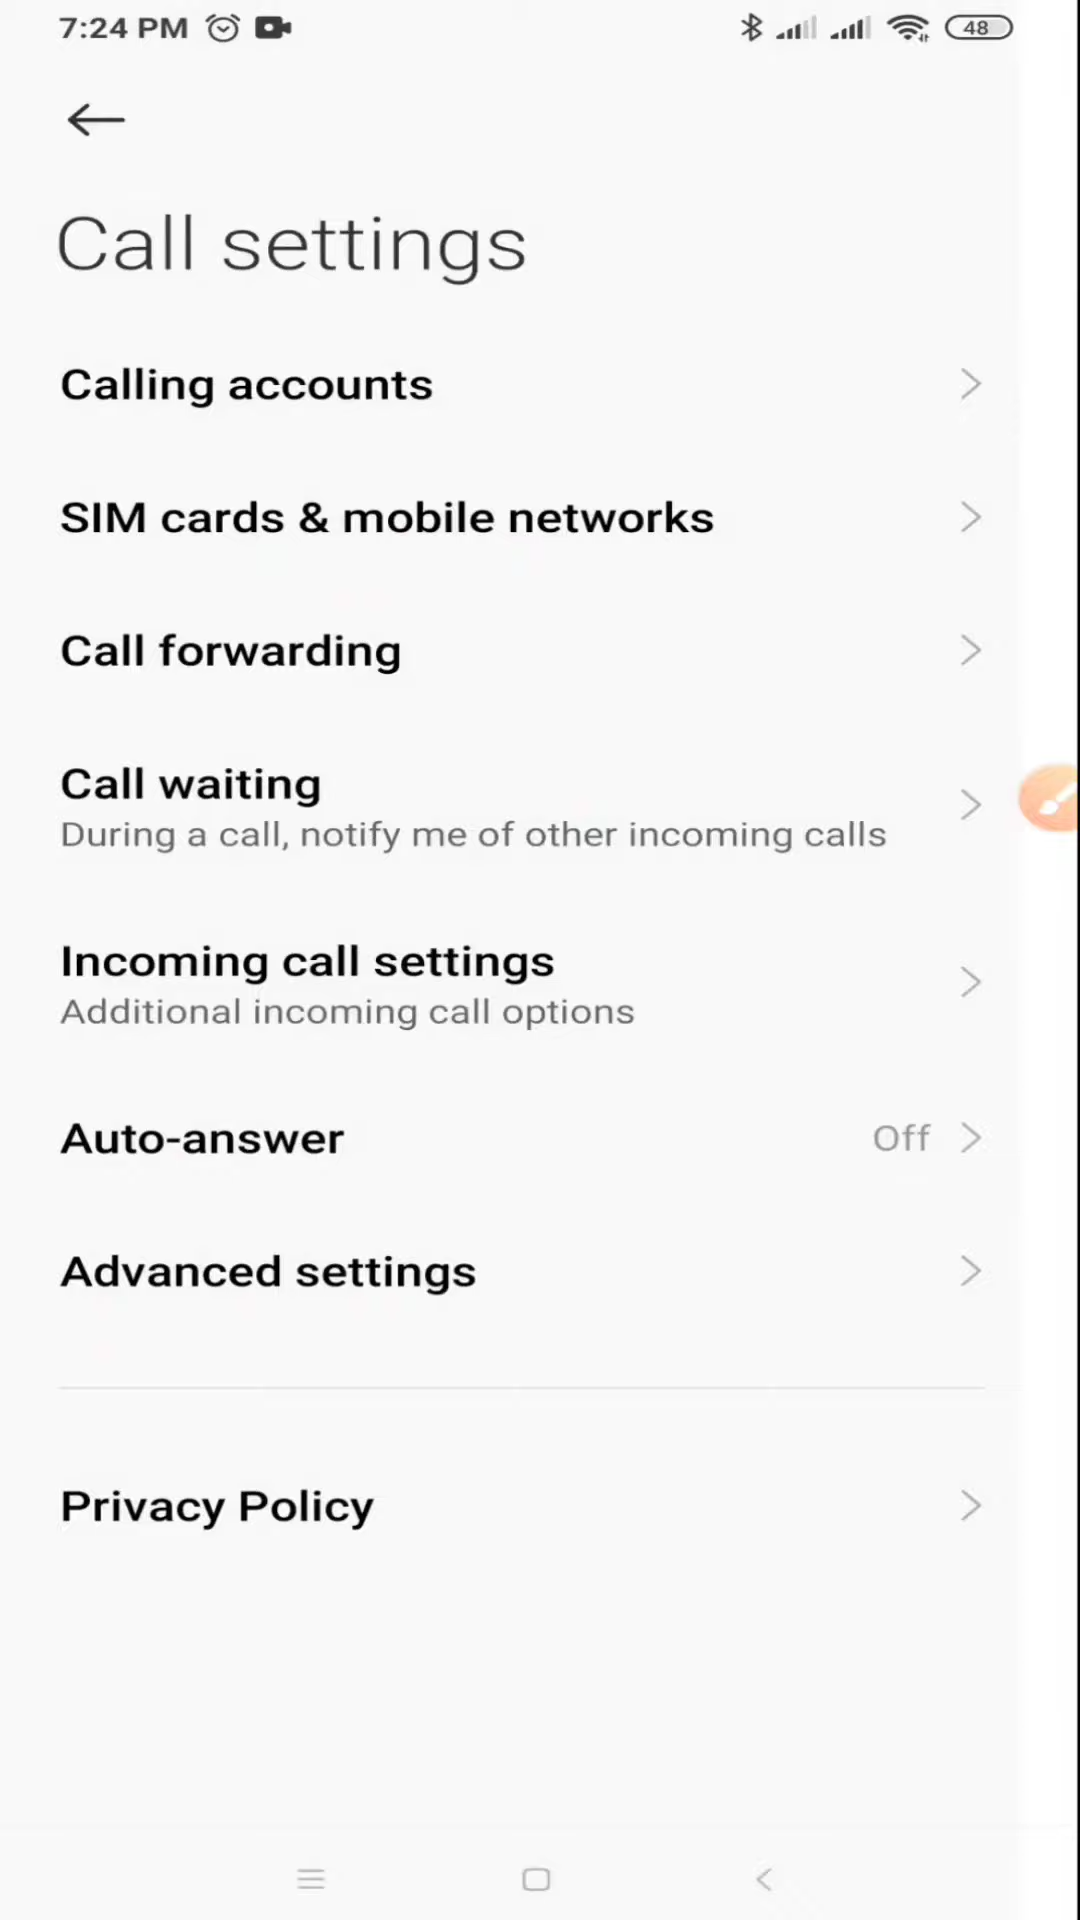 7:24 PM 48
Call settings
Calling accounts
SIM cards & mobile networks
Call forwarding
Call waiting
During a call, notify me of other incoming calls
Incoming call settings
Additional incoming call options
Auto-answer Off
Advanced settings
Privacy Policy